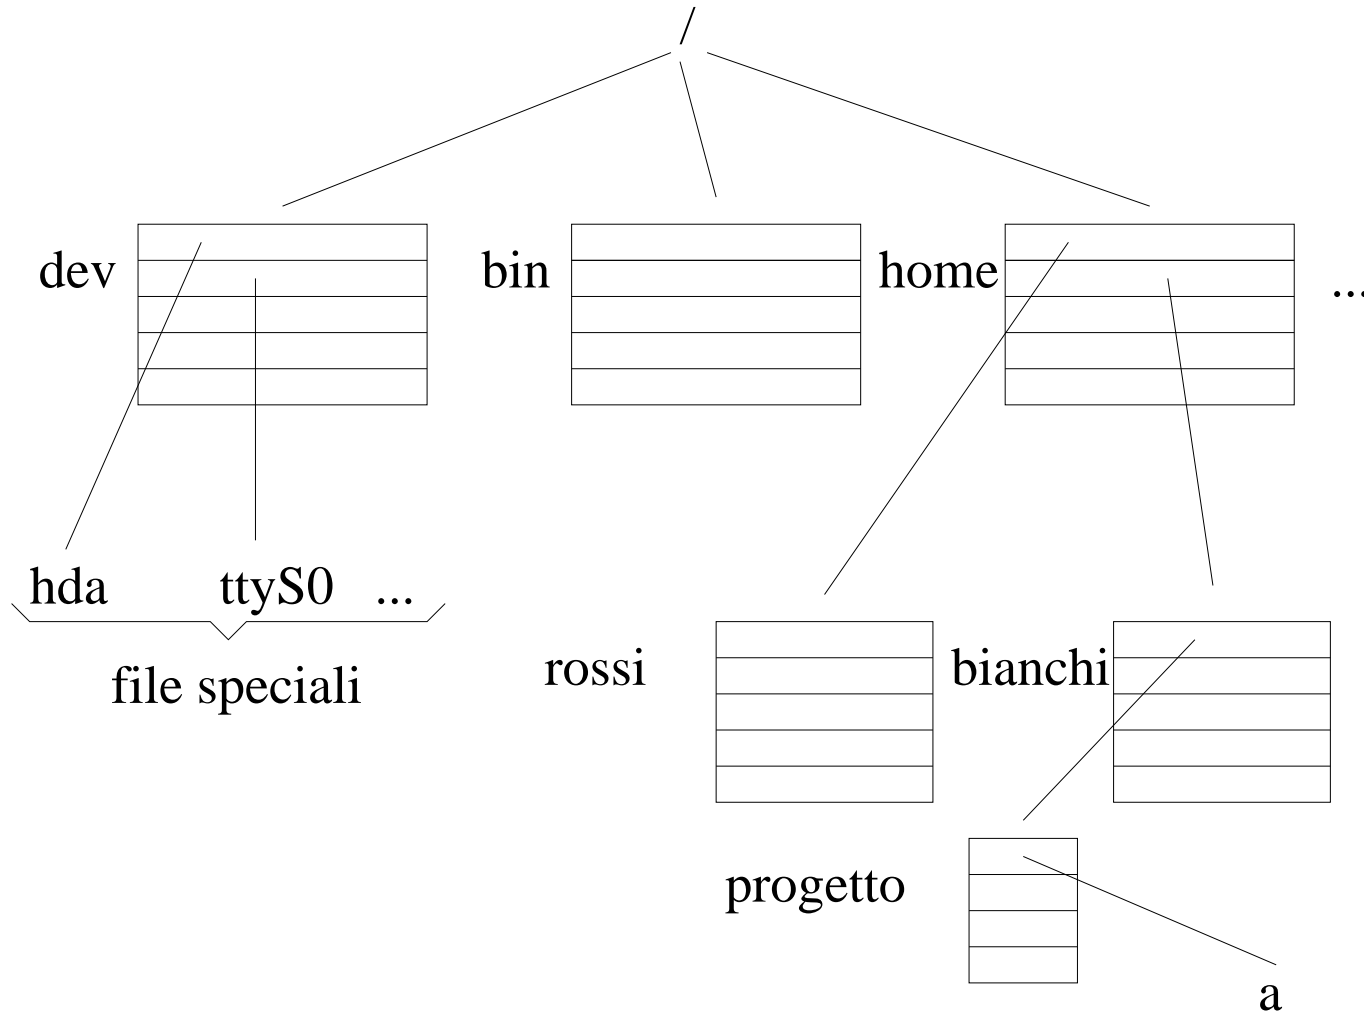 /
dev bin home ...
hda ttyS0 ...
file speciali
rossi bianchi
progetto
a